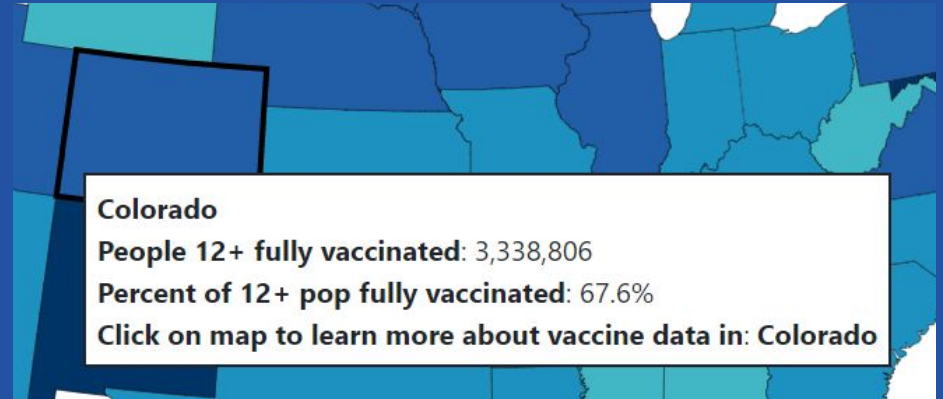 Colorado
People 12+ fully vaccinated: 3,338,806
Percent of 12+ pop fully vaccinated: 67.6%
Click on map to learn more about vaccine data in: Colorado